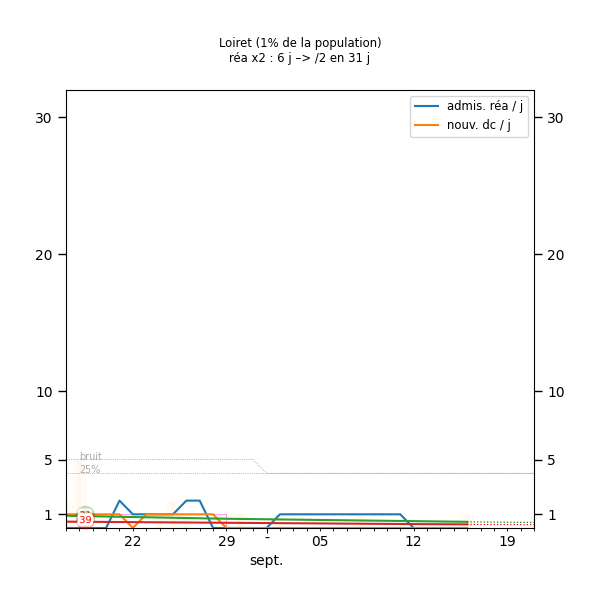 Loiret (1% de la population)
réa x2 : 6 j –> /2 en 31 j
admis. réa / j
nouv. dc / j
30 30
20 20
10 10
5 5
bruit
25%
1 1
39
22 29 - 05 12 19
sept.